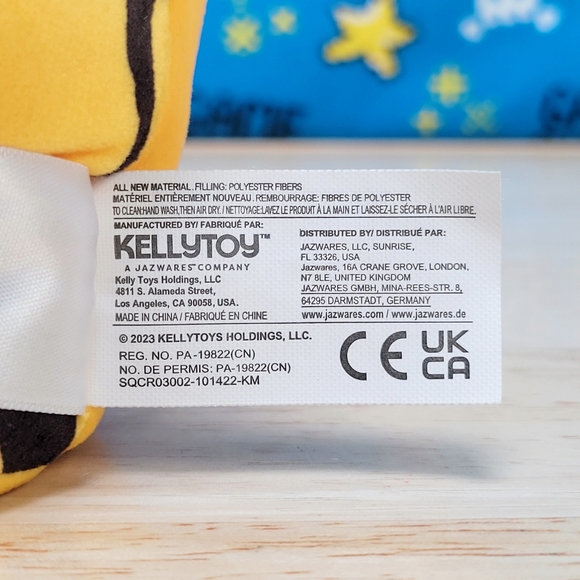 GAME
ALL NEW MATERIAL. FILLING: POLYESTER FIBERS
MATÉRIEL ENTIÈREMENT NOUVEAU. REMBOURRAGE: FIBRES DE POLYESTER
TO CLEAN:HAND WASH,THEN AIR DRY. / NETTOYAGE:LAVEZ LE PRODUIT À LA MAIN ET LAISSEZ-LE SÉCHER À L'AIR LIBRE.
MANUFACTURED BY/ FABRIQUÉ PAR:
KELLYTOY™
A JAZWARES™ COMPANY
Kelly Toys Holdings, LLC
4811 S. Alameda Street,
Los Angeles, CA 90058, USA.
MADE IN CHINA / FABRIQUÉ EN CHINE
DISTRIBUTED BY/ DISTRIBUÉ PAR:
JAZWARES, LLC, SUNRISE,
FL 33326, USA
Jazwares, 16A CRANE GROVE, LONDON,
N7 8LE, UNITED KINGDOM
JAZWARES GMBH, MINA-REES-STR. 8,
64295 DARMSTADT, GERMANY
www.jazwares.com / www.jazwares.de
© 2023 KELLYTOYS HOLDINGS, LLC.
REG. NO. PA-19822(CN)
NO. DE PERMIS: PA-19822(CN)
SQCR03002-101422-KM
CE
UK
CA